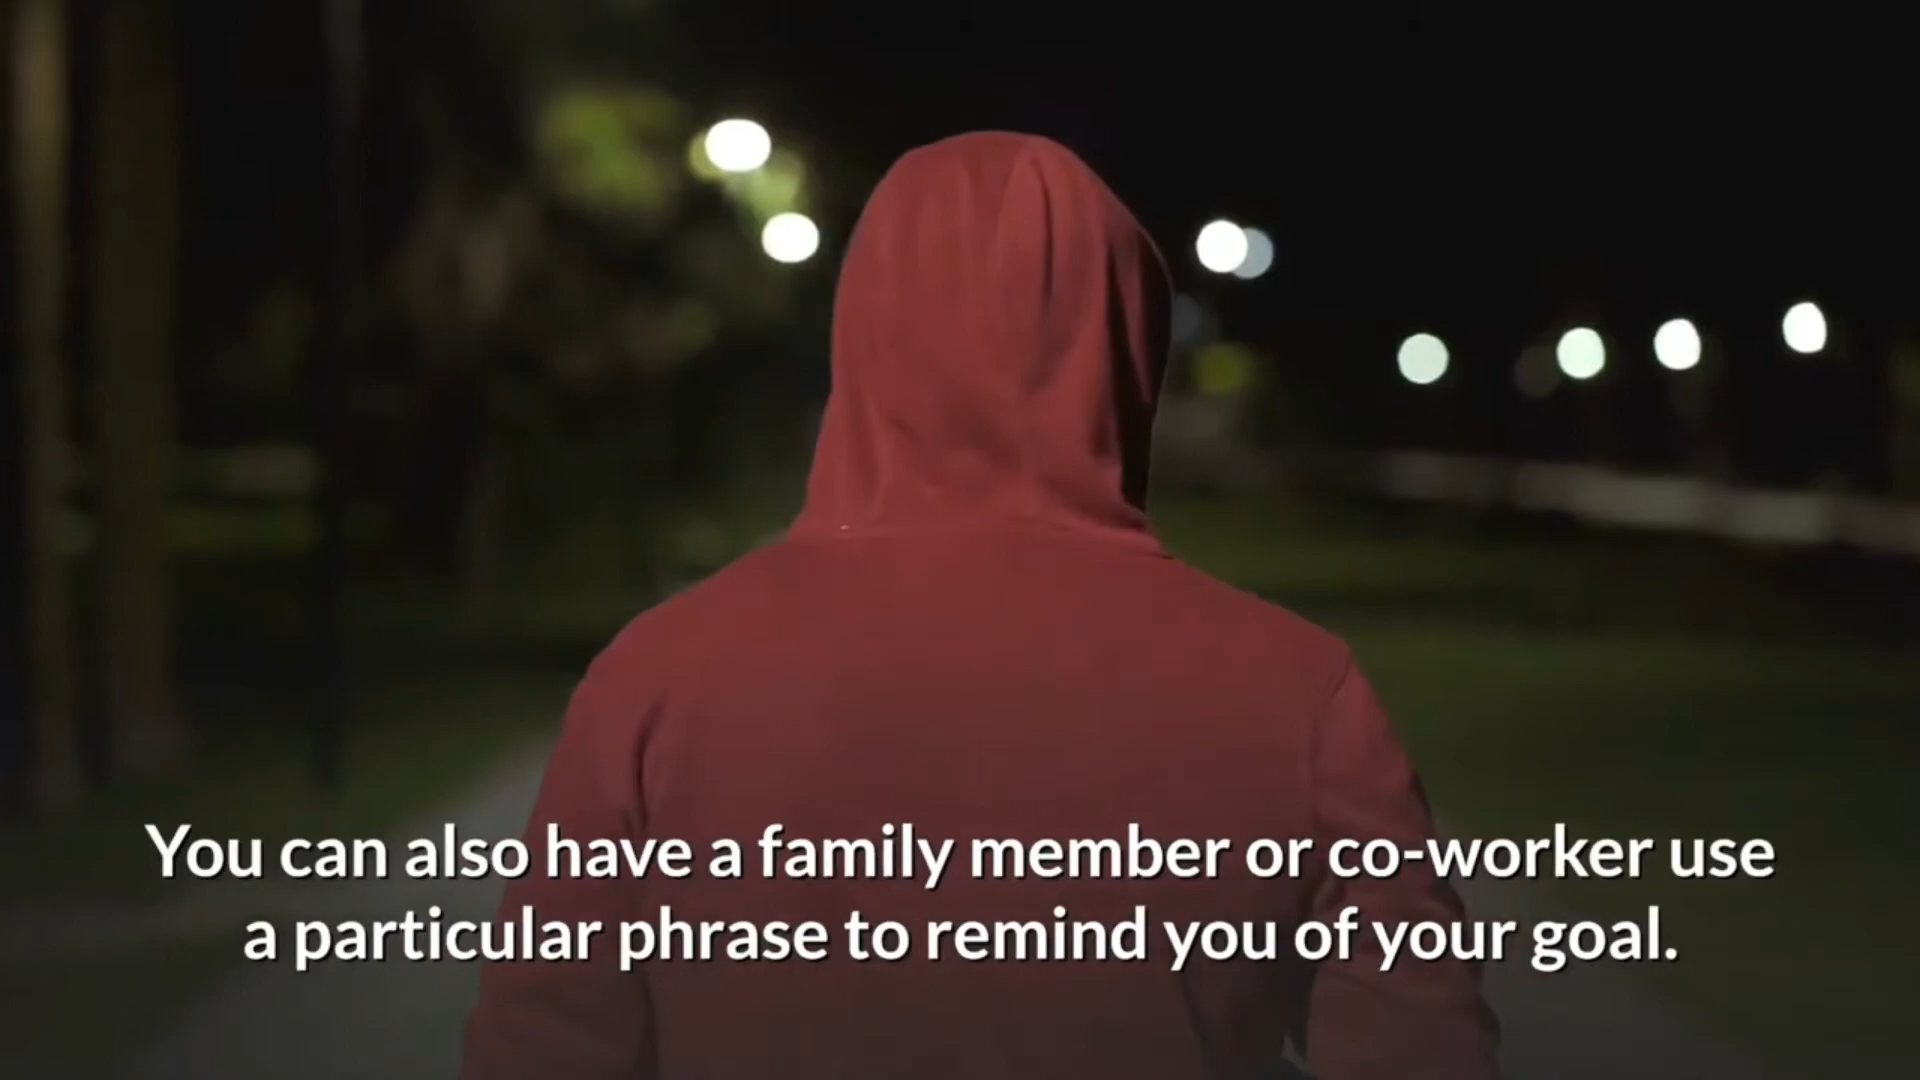 You can also have a family member or co-worker use
a particular phrase to remind you of your goal.